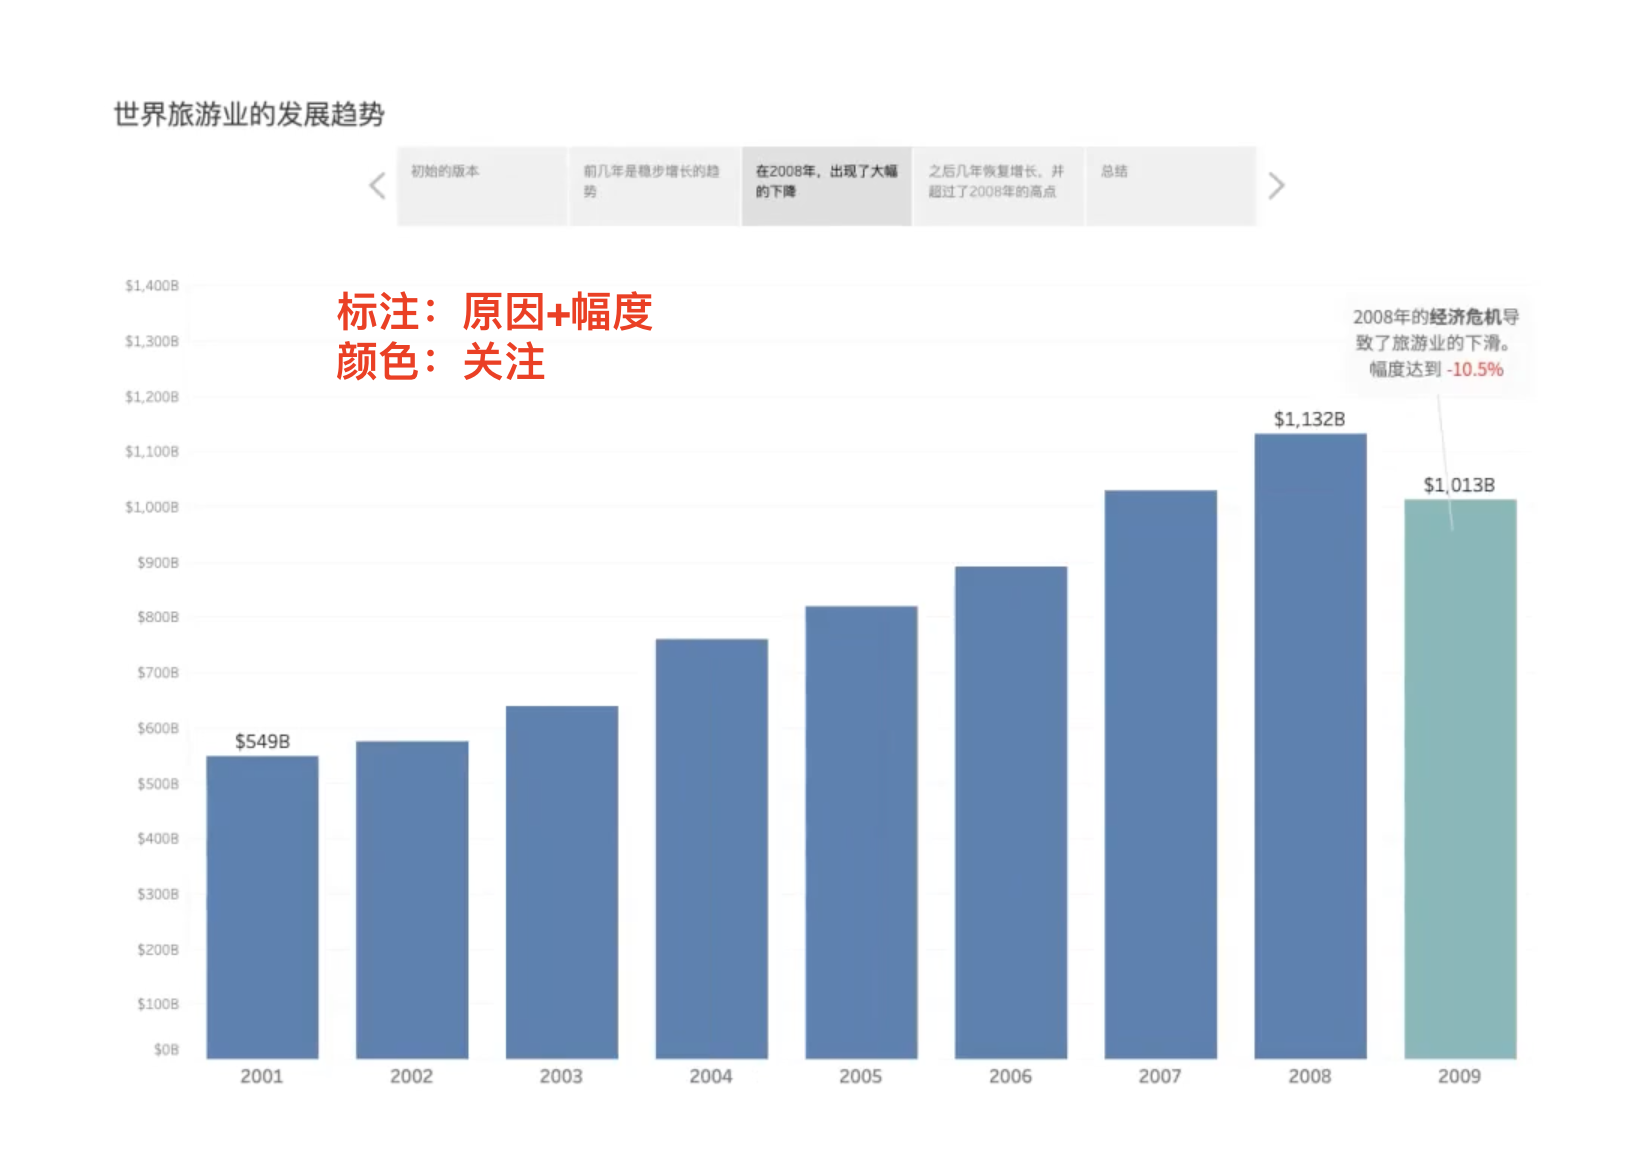 世界旅游业的发展趋势
初始的版本
前几年是稳步增长的趋
势
在2008年，出现了大幅
的下降
之后几年恢复增长，并
超过了2008年的高点
总结
标注：原因+幅度
颜色：关注
2008年的经济危机导
致了旅游业的下滑。
幅度达到 -10.5%
$1,400B
$1,300B
$1,200B
$1,100B
$1,000B
$900B
$800B
$700B
$600B
$500B
$400B
$300B
$200B
$100B
$0B
$549B
$1,132B
$1,013B
2001
2002
2003
2004
2005
2006
2007
2008
2009